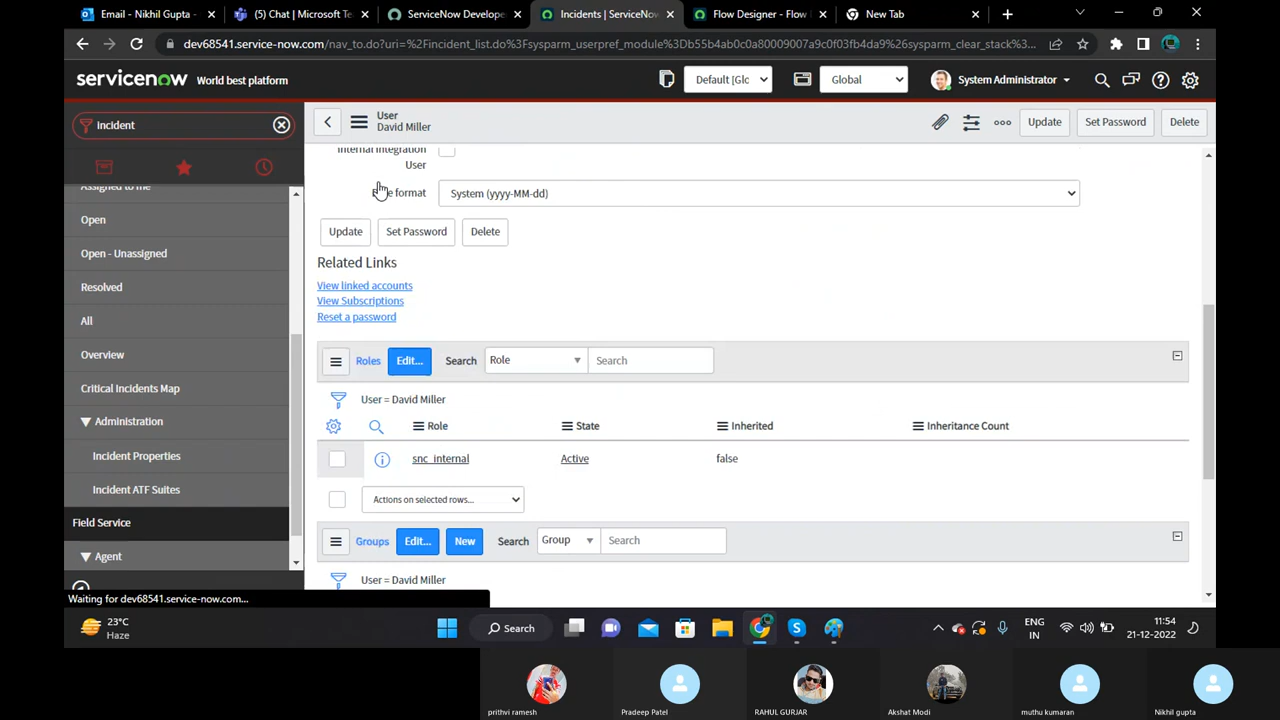 Email - Nikhil Gupta -
(5) Chat | Microsoft Te
ServiceNow Develope
Incidents | ServiceNow
Flow Designer - Flow
New Tab
dev68541.service-now.com/nav_to.do?uri=%2Fincident_list.do%3Fsysparm_userpref_module%3Db55b4ab0c0a80009007a9c0f4fb4da9%26sysparm_clear_stack%3...
servicenow World best platform
Default [Glc
Global
System Administrator
incident
User
David Miller
Update
Set Password
Delete
Assigned to me
Open
Open - Unassigned
Resolved
All
Overview
Critical Incidents Map
Administration
Incident Properties
Incident ATF Suites
Field Service
Agent
Internal Integration
User
format
System (yyyy-MM-dd)
Update
Set Password
Delete
Related Links
View linked accounts
View Subscriptions
Reset a password
Roles
Edit...
Search
Role
Search
User = David Miller
Role
State
Inherited
Inheritance Count
snc_internal
Active
false
Actions on selected rows...
Groups
Edit...
New
Search
Group
Search
User = David Miller
Waiting for dev68541.service-now.com...
23°C
Haze
Search
ENG
IN
11:54
21-12-2022
prithvi ramesh
Pradeep Patel
RAHUL GURJAR
Akshat Modi
muthu kumaran
Nikhil gupta